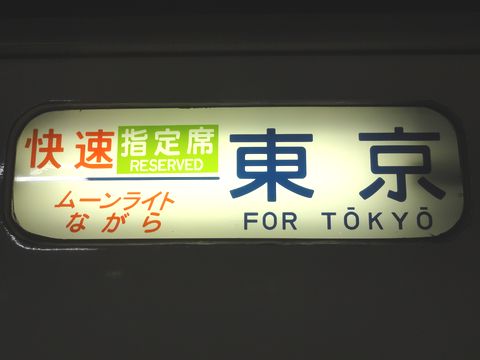 快速 指定席 東京
RESERVED
ムーンライト
ながら FOR TŌKYŌ